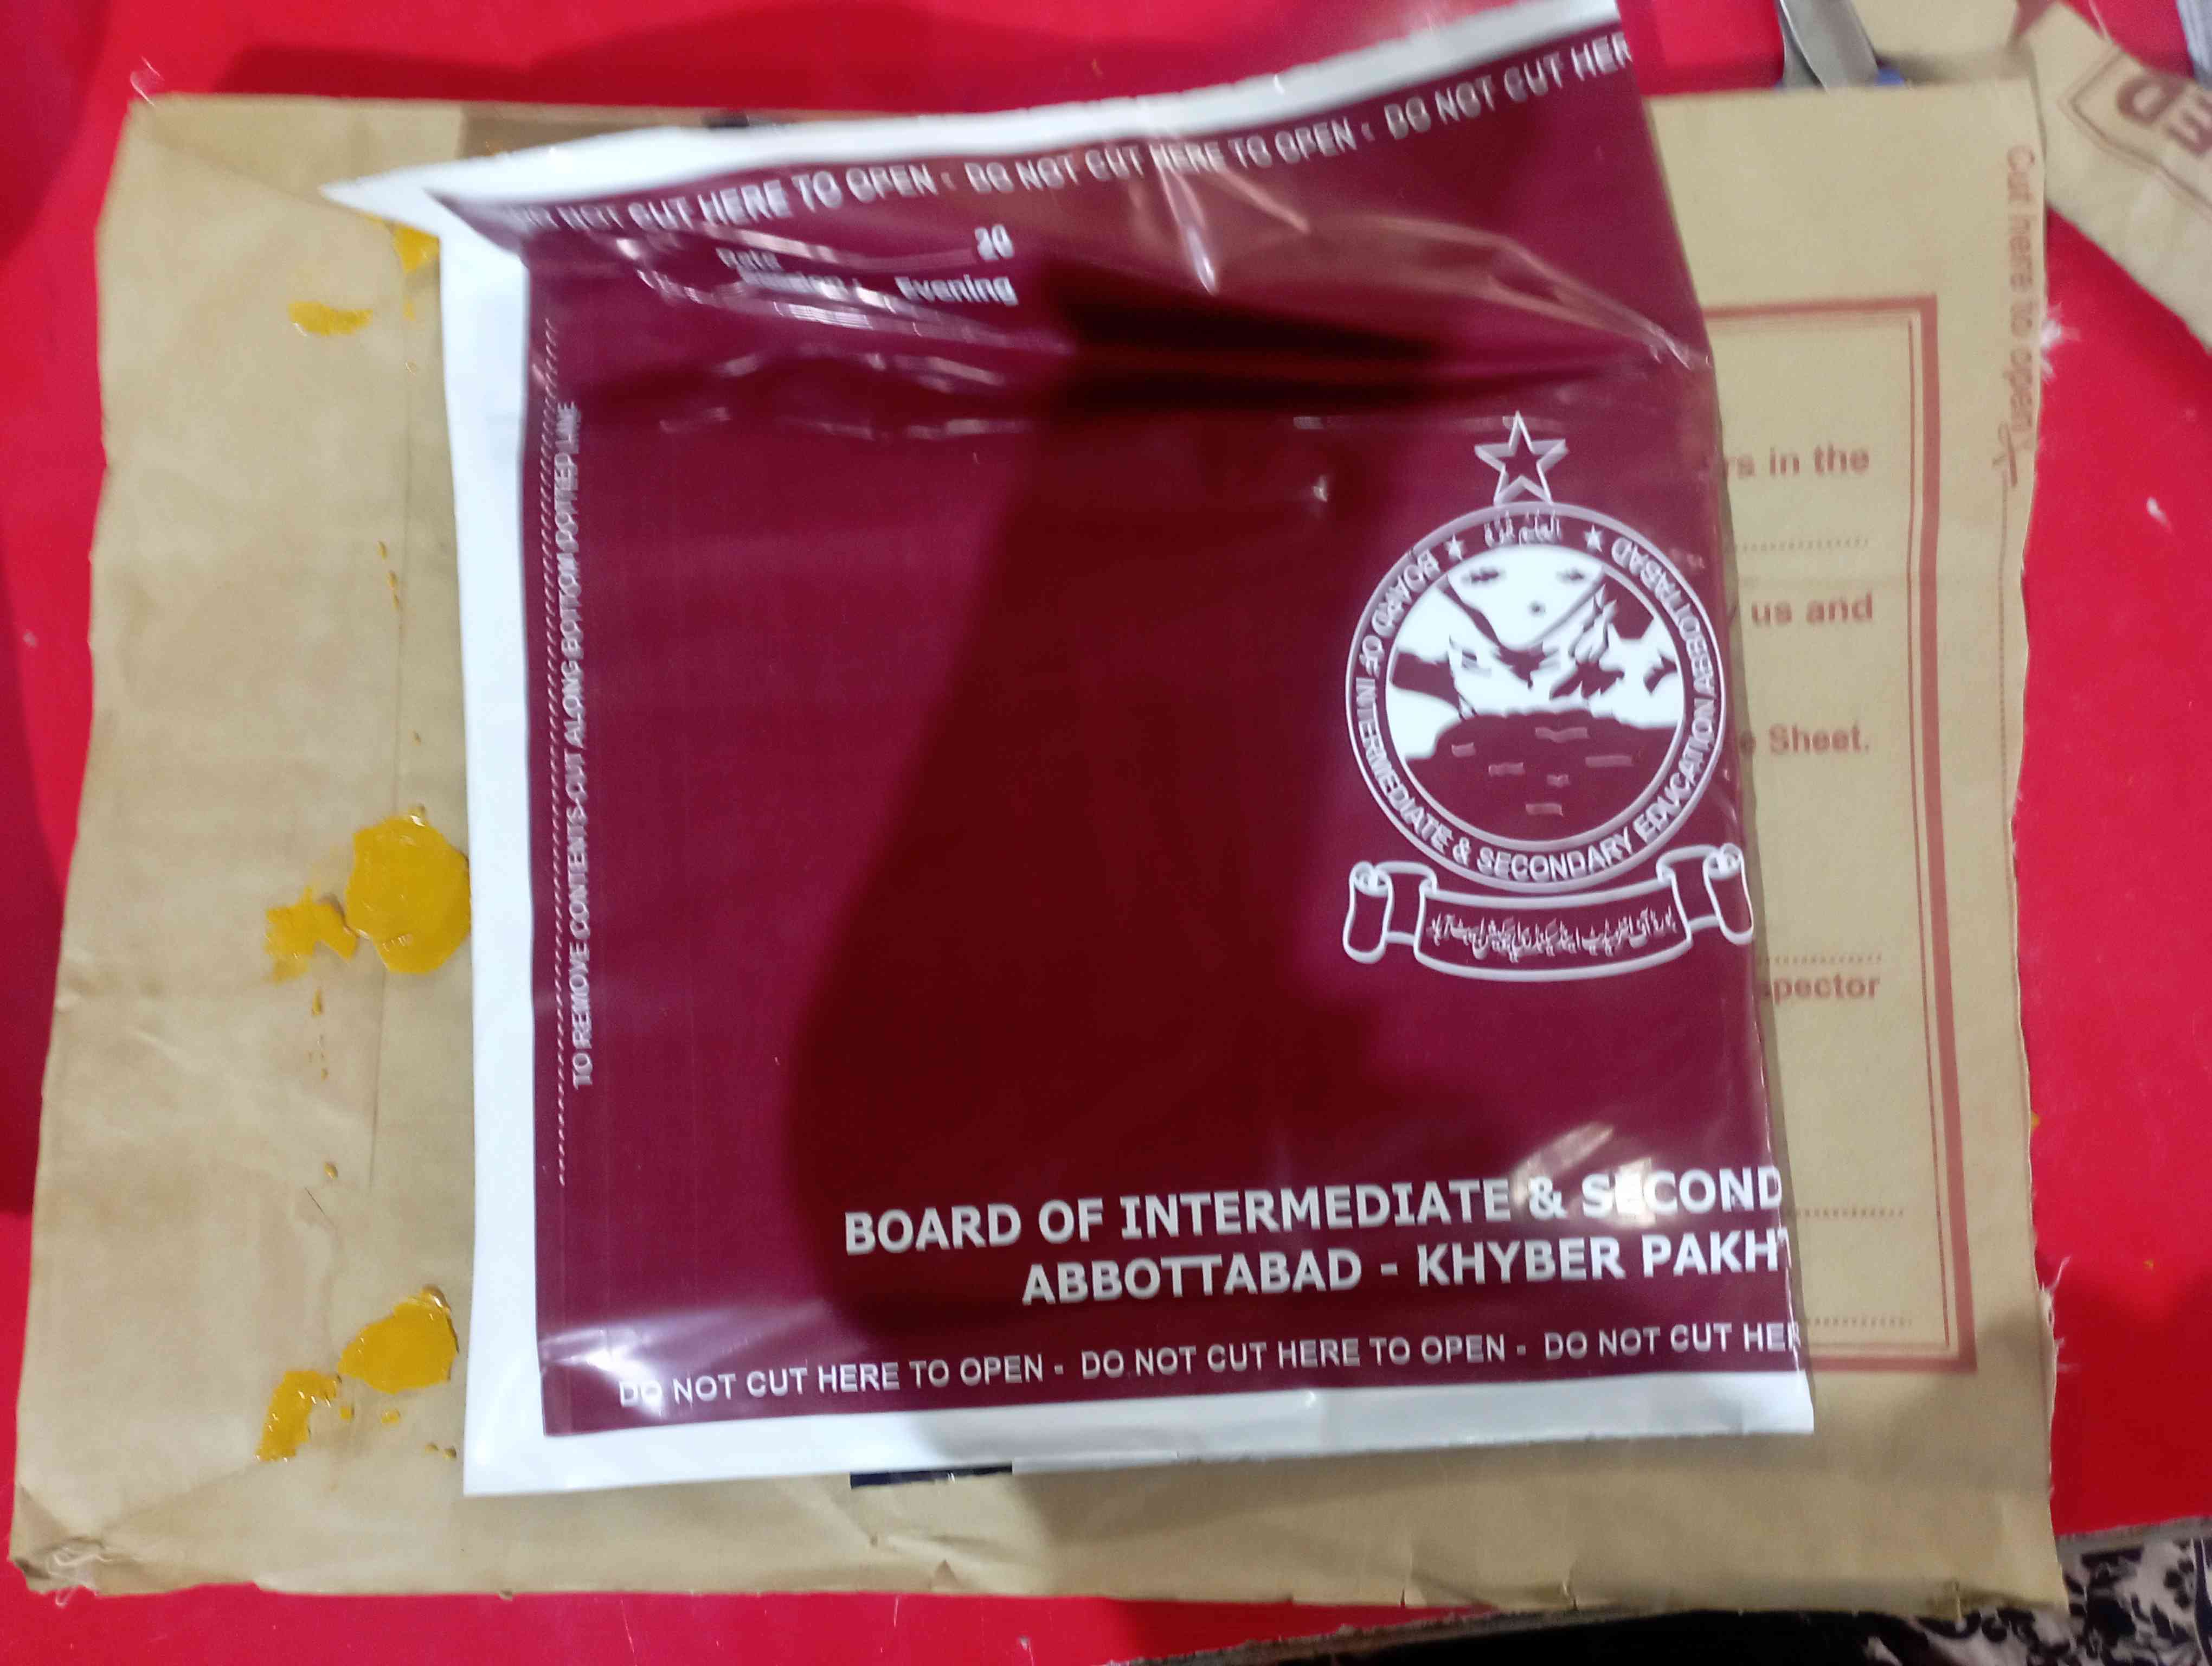 DO NOT CUT HERE TO OPEN - DO NOT CUT HERE TO OPEN - DO NOT CUT HER
20
Evening
TO REMOVE CONTENTS CUT ALONG BOTTOM DOTTED LINE
BOARD OF INTERMEDIATE & SECONDARY EDUCATION ABBOTTABAD
BOARD OF INTERMEDIATE & SECOND
ABBOTTABAD - KHYBER PAKH
DO NOT CUT HERE TO OPEN - DO NOT CUT HERE TO OPEN - DO NOT CUT HER
Cut here to open
rs in the
us and
e Sheet.
spector
ED